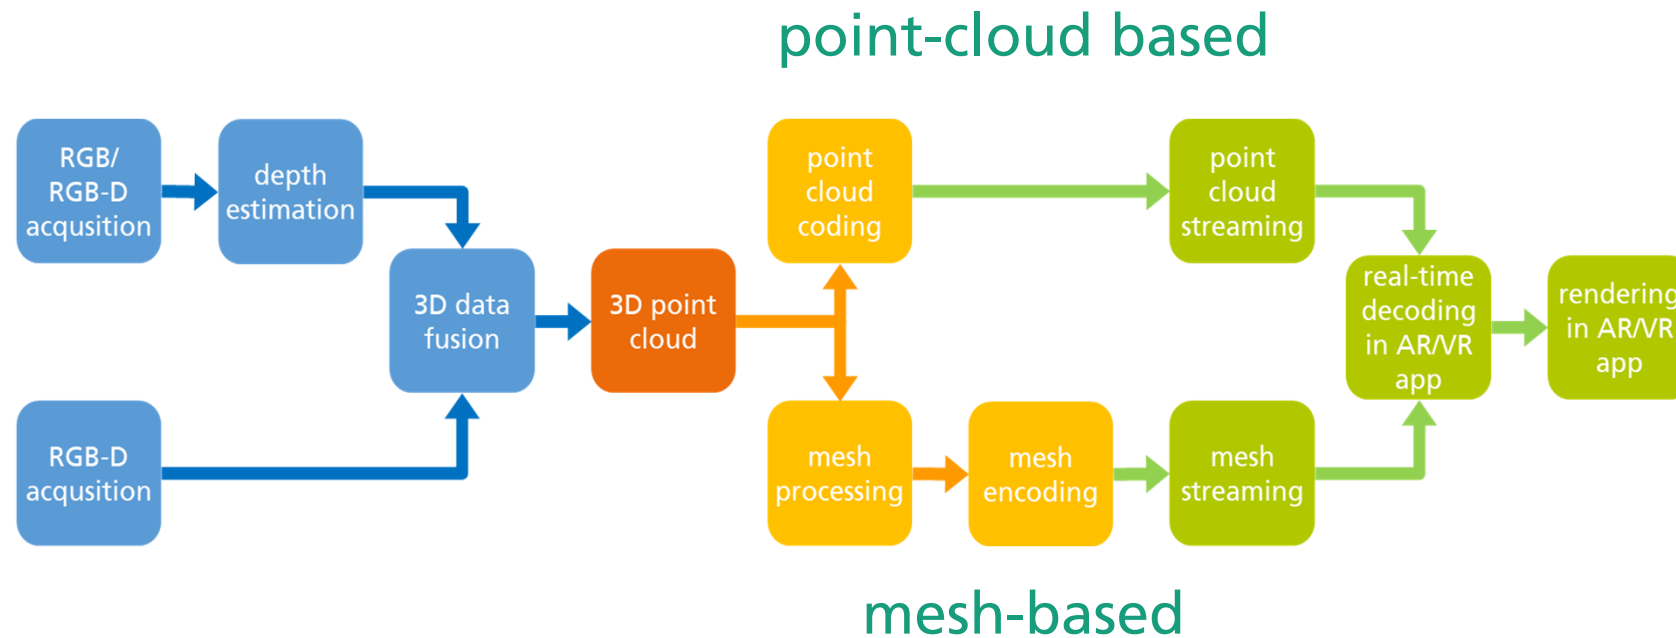 point-cloud based
RGB/
RGB-D
acqusition
depth
estimation
point
cloud
coding
point
cloud
streaming
3D data
fusion
3D point
cloud
real-time
decoding
in AR/VR
app
rendering
in AR/VR
app
RGB-D
acqusition
mesh
processing
mesh
encoding
mesh
streaming
mesh-based